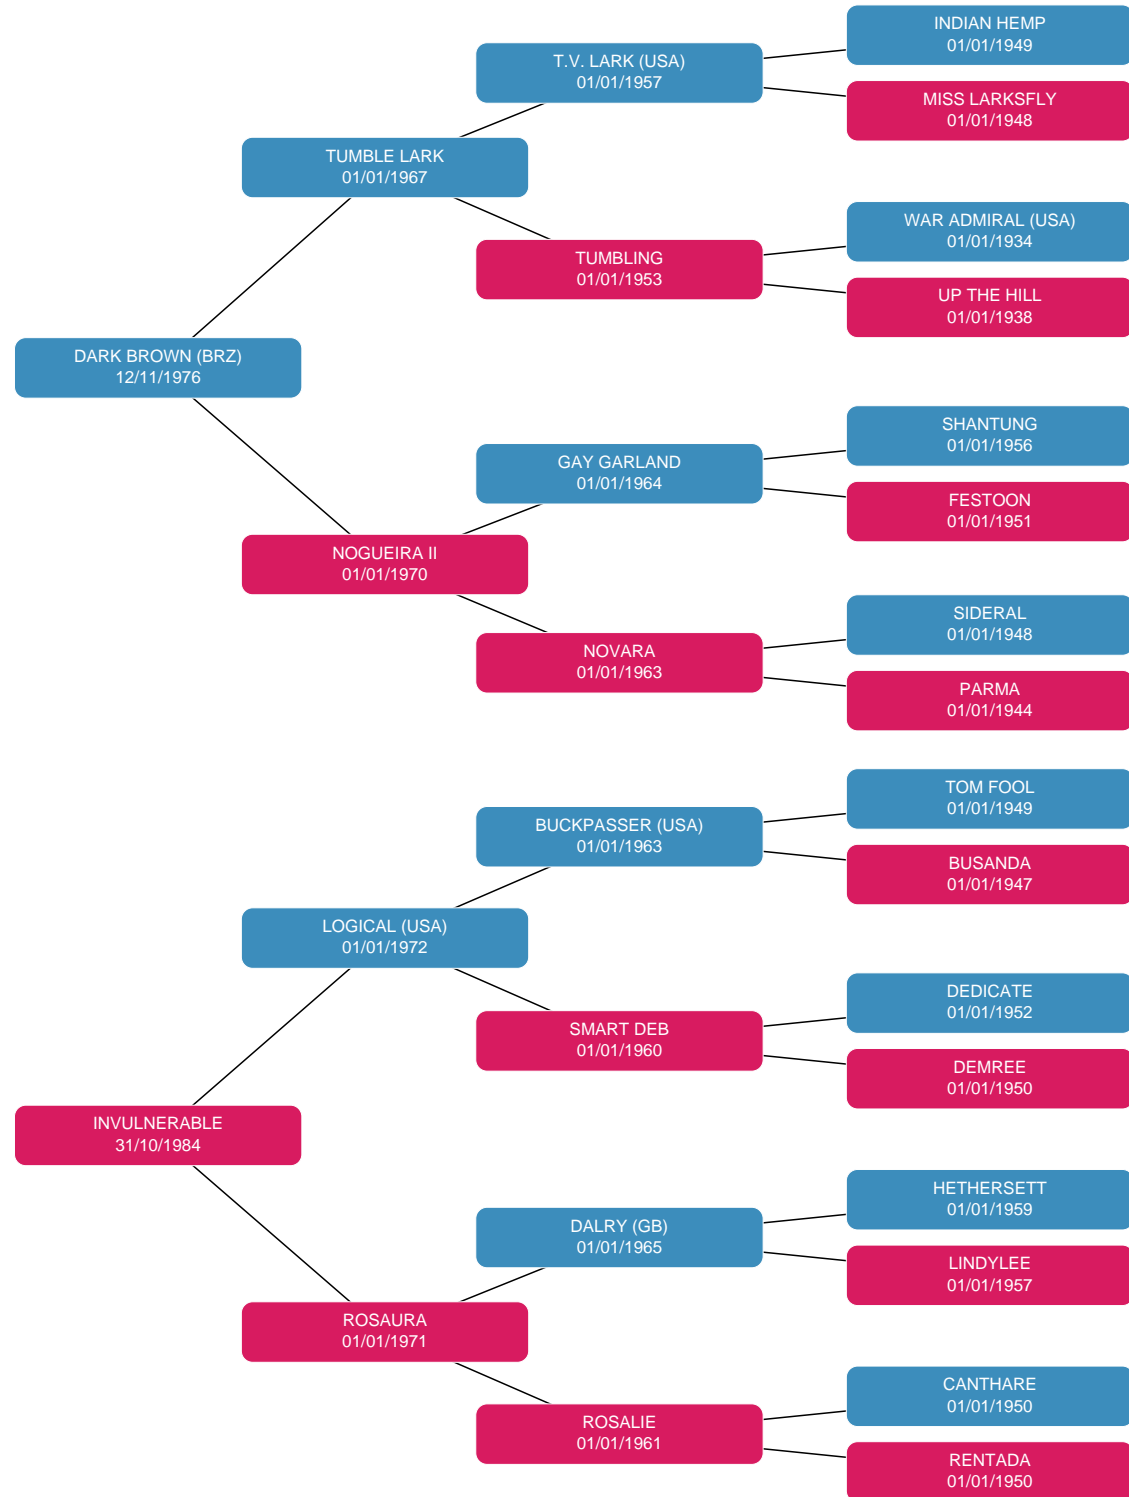 INDIAN HEMP
01/01/1949
T.V. LARK (USA)
01/01/1957
MISS LARKSFLY
01/01/1948
TUMBLE LARK
01/01/1967
WAR ADMIRAL (USA)
01/01/1934
TUMBLING
01/01/1953
UP THE HILL
01/01/1938
DARK BROWN (BRZ)
12/11/1976
SHANTUNG
01/01/1956
GAY GARLAND
01/01/1964
FESTOON
01/01/1951
NOGUEIRA II
01/01/1970
SIDERAL
01/01/1948
NOVARA
01/01/1963
PARMA
01/01/1944
TOM FOOL
01/01/1949
BUCKPASSER (USA)
01/01/1963
BUSANDA
01/01/1947
LOGICAL (USA)
01/01/1972
DEDICATE
01/01/1952
SMART DEB
01/01/1960
DEMREE
01/01/1950
INVULNERABLE
31/10/1984
HETHERSETT
01/01/1959
DALRY (GB)
01/01/1965
LINDYLEE
01/01/1957
ROSAURA
01/01/1971
CANTHARE
01/01/1950
ROSALIE
01/01/1961
RENTADA
01/01/1950